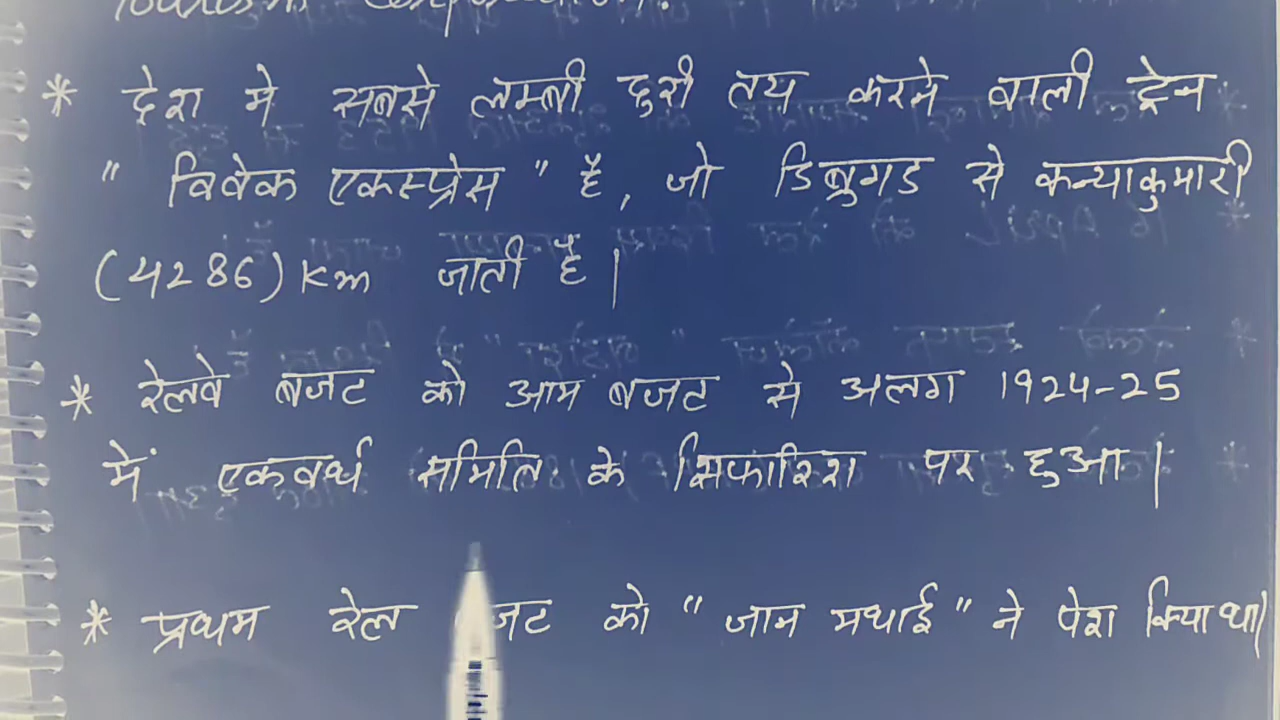 * देश मे सबसे लम्बी दुरी तय करने वाली ट्रेन
" विवेक एक्सप्रेस " है, जो डिब्रुगड से कन्याकुमारी
(4286) Km जाती है।
* रेलवे बजट को आम बजट से अलग 1924-25
में एकवर्थ समिति के सिफारिश पर हुआ।
* प्रथम रेल जट को "जान मथाई" ने पेश किया था।